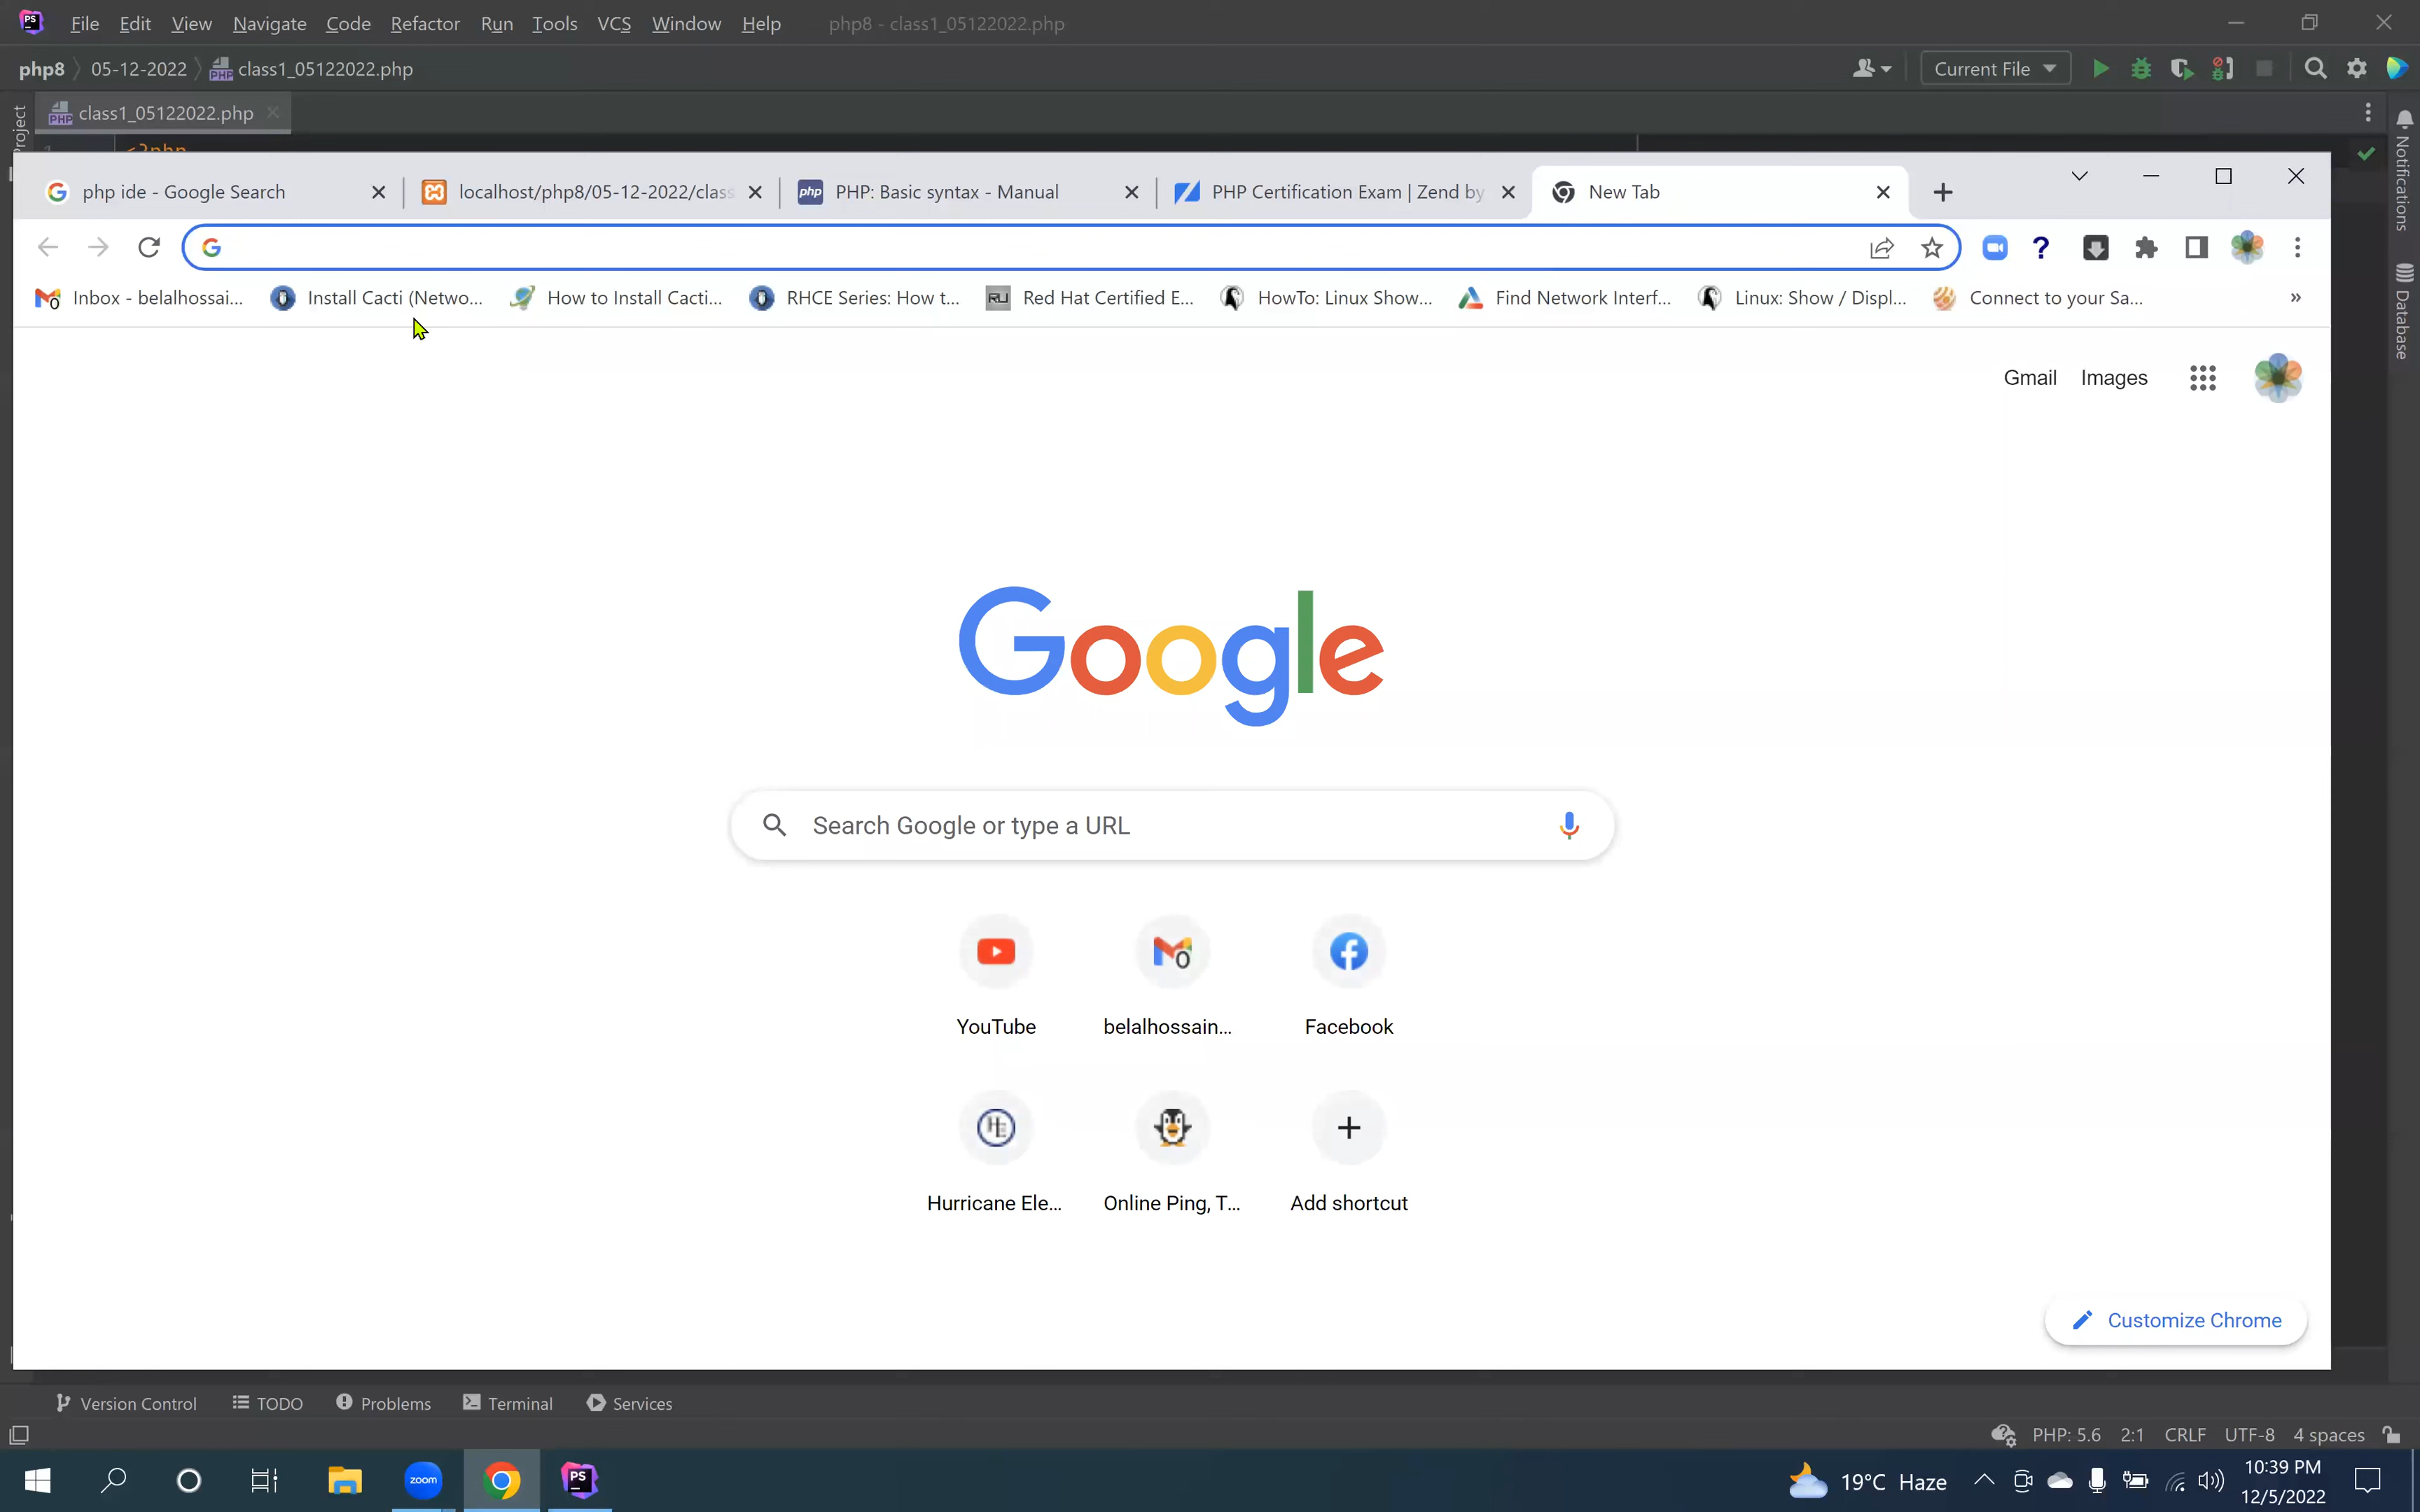 File Edit View Navigate Code Refactor Run Tools VCS Window Help php8 - class1_05122022.php
php8 05-12-2022 class1_05122022.php Current File
Project
class1_05122022.php
1 <?php
Notifications
Database
php ide - Google Search localhost/php8/05-12-2022/class PHP: Basic syntax - Manual PHP Certification Exam | Zend by New Tab
Inbox - belalhossai... Install Cacti (Netwo... How to Install Cacti... RHCE Series: How t... Red Hat Certified E... HowTo: Linux Show... Find Network Interf... Linux: Show / Displ... Connect to your Sa... »
Gmail Images
Google
Search Google or type a URL
YouTube belalhossain... Facebook
Hurricane Ele... Online Ping, T... Add shortcut
Customize Chrome
Version Control TODO Problems Terminal Services
PHP: 5.6 2:1 CRLF UTF-8 4 spaces
zoom PS 19°C Haze 10:39 PM
12/5/2022